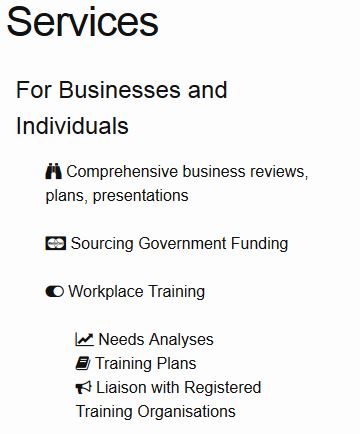 Services
For Businesses and
Individuals
Comprehensive business reviews,
plans, presentations
Sourcing Government Funding
Workplace Training
Needs Analyses
Training Plans
Liaison with Registered
Training Organisations